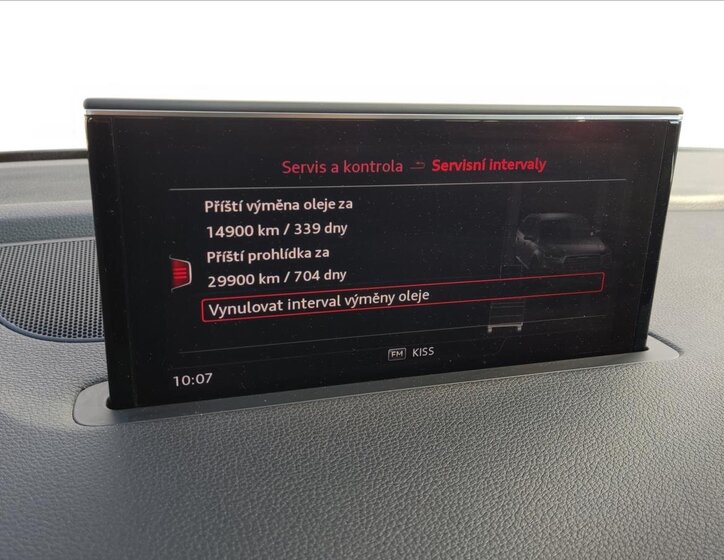 Servis a kontrola Servisní intervaly
Příští výměna oleje za
14900 km / 339 dny
Příští prohlídka za
29900 km / 704 dny
Vynulovat interval výměny oleje
FM KISS
10:07